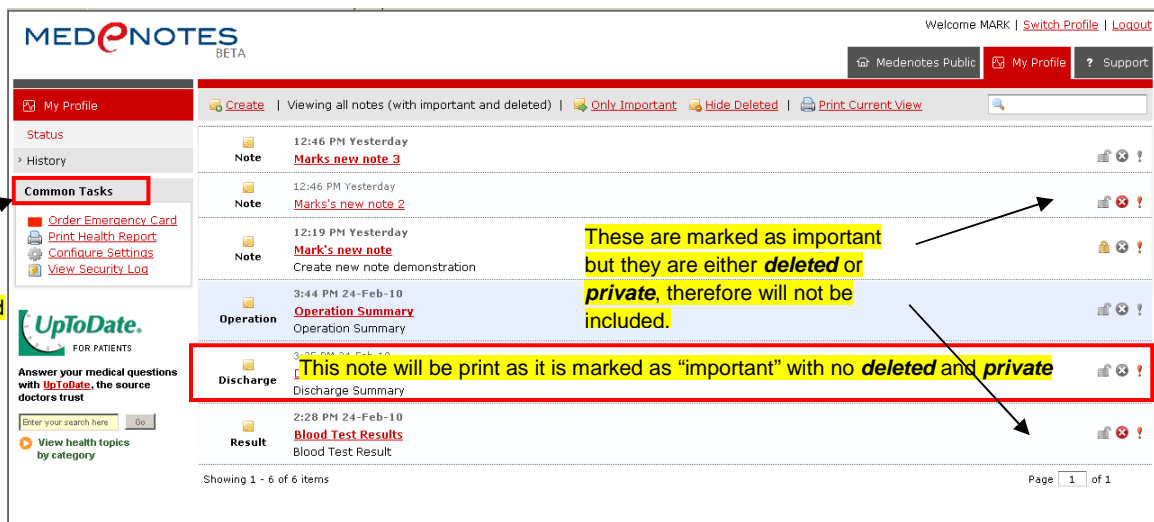 Welcome MARK | Switch Profile | Logout
MEDeNOTES
BETA
Medenotes Public My Profile ? Support
My Profile
Create | Viewing all notes (with important and deleted) | Only Important Hide Deleted | Print Current View
Status
› History
Common Tasks
Order Emergency Card
Print Health Report
Configure Settings
View Security Log
UpToDate.
FOR PATIENTS
Answer your medical questions
with UpToDate, the source
doctors trust
Enter your search here Go
View health topics
by category
12:46 PM Yesterday
Note Marks new note 3
12:46 PM Yesterday
Note Marks's new note 2
12:19 PM Yesterday
Note Mark's new note
Create new note demonstration
These are marked as important
but they are either deleted or
private, therefore will not be
included.
3:44 PM 24-Feb-10
Operation Operation Summary
Operation Summary
This note will be print as it is marked as “important” with no deleted and private
Discharge
Discharge Summary
2:28 PM 24-Feb-10
Result Blood Test Results
Blood Test Result
Showing 1 - 6 of 6 items Page 1 of 1